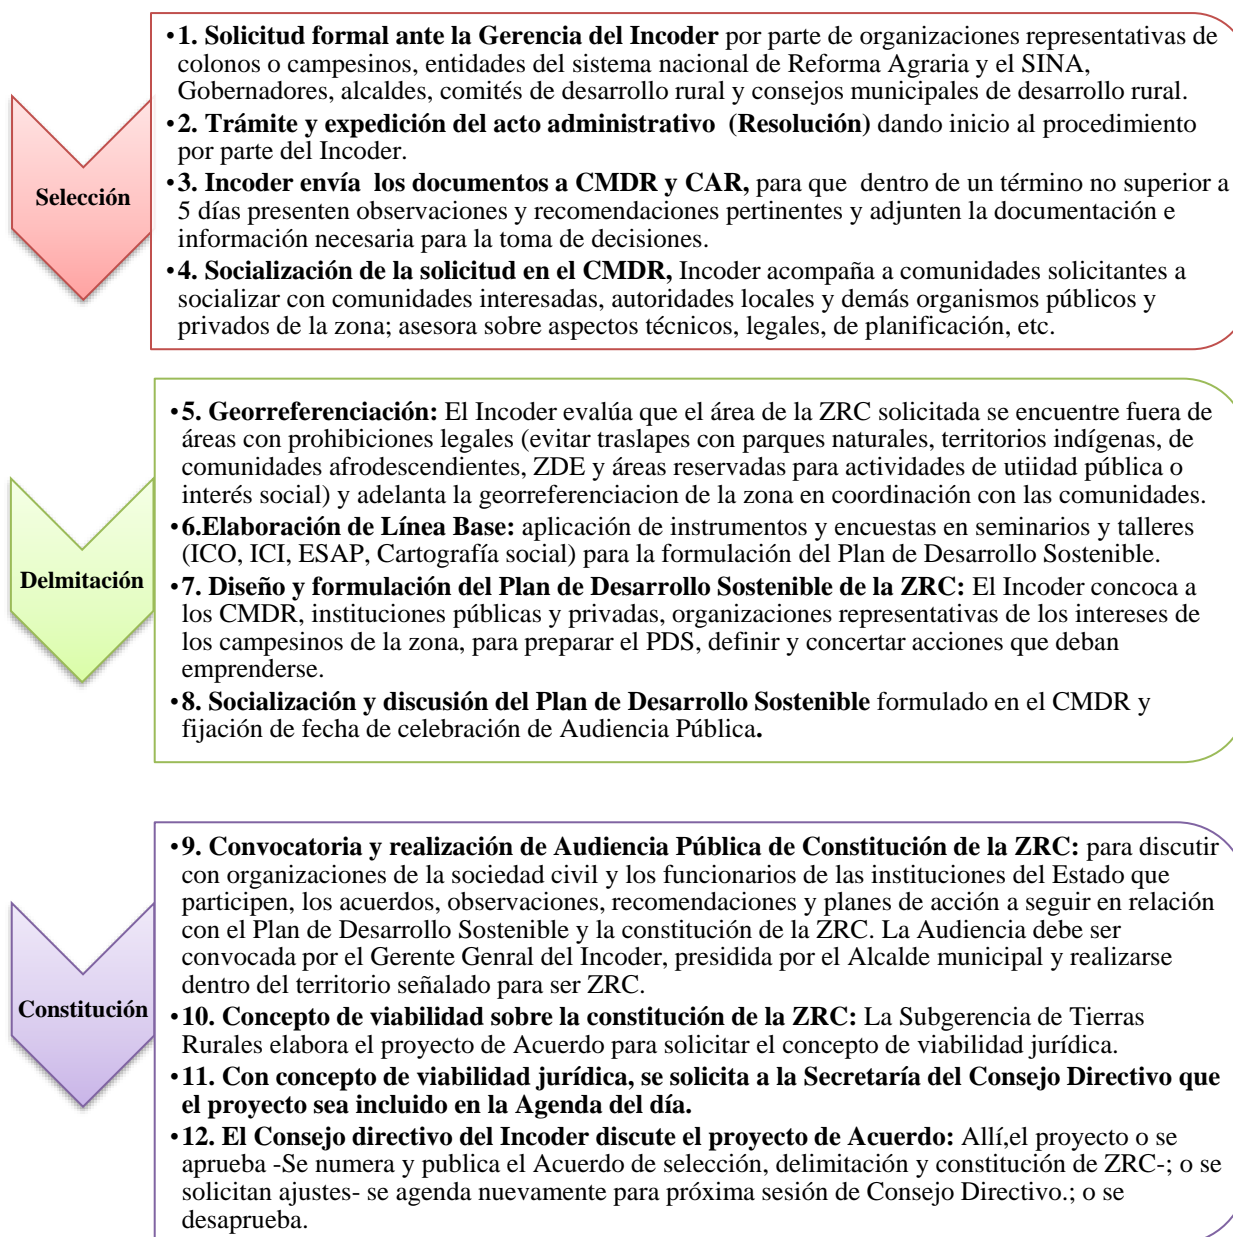 •1. Solicitud formal ante la Gerencia del Incoder por parte de organizaciones representativas de
colonos o campesinos, entidades del sistema nacional de Reforma Agraria y el SINA,
Gobernadores, alcaldes, comités de desarrollo rural y consejos municipales de desarrollo rural.
•2. Trámite y expedición del acto administrativo (Resolución) dando inicio al procedimiento
por parte del Incoder.
Selección
•3. Incoder envía los documentos a CMDR y CAR, para que dentro de un término no superior a
5 días presenten observaciones y recomendaciones pertinentes y adjunten la documentación e
información necesaria para la toma de decisiones.
•4. Socialización de la solicitud en el CMDR, Incoder acompaña a comunidades solicitantes a
socializar con comunidades interesadas, autoridades locales y demás organismos públicos y
privados de la zona; asesora sobre aspectos técnicos, legales, de planificación, etc.
•5. Georreferenciación: El Incoder evalúa que el área de la ZRC solicitada se encuentre fuera de
áreas con prohibiciones legales (evitar traslapes con parques naturales, territorios indígenas, de
comunidades afrodescendientes, ZDE y áreas reservadas para actividades de utiidad pública o
interés social) y adelanta la georreferenciacion de la zona en coordinación con las comunidades.
•6.Elaboración de Línea Base: aplicación de instrumentos y encuestas en seminarios y talleres
(ICO, ICI, ESAP, Cartografía social) para la formulación del Plan de Desarrollo Sostenible.
Delmitación
•7. Diseño y formulación del Plan de Desarrollo Sostenible de la ZRC: El Incoder concoca a
los CMDR, instituciones públicas y privadas, organizaciones representativas de los intereses de
los campesinos de la zona, para preparar el PDS, definir y concertar acciones que deban
emprenderse.
•8. Socialización y discusión del Plan de Desarrollo Sostenible formulado en el CMDR y
fijación de fecha de celebración de Audiencia Pública.
•9. Convocatoria y realización de Audiencia Pública de Constitución de la ZRC: para discutir
con organizaciones de la sociedad civil y los funcionarios de las instituciones del Estado que
participen, los acuerdos, observaciones, recomendaciones y planes de acción a seguir en relación
con el Plan de Desarrollo Sostenible y la constitución de la ZRC. La Audiencia debe ser
convocada por el Gerente Genral del Incoder, presidida por el Alcalde municipal y realizarse
dentro del territorio señalado para ser ZRC.
Constitución
•10. Concepto de viabilidad sobre la constitución de la ZRC: La Subgerencia de Tierras
Rurales elabora el proyecto de Acuerdo para solicitar el concepto de viabilidad jurídica.
•11. Con concepto de viabilidad jurídica, se solicita a la Secretaría del Consejo Directivo que
el proyecto sea incluido en la Agenda del día.
•12. El Consejo directivo del Incoder discute el proyecto de Acuerdo: Allí,el proyecto o se
aprueba -Se numera y publica el Acuerdo de selección, delimitación y constitución de ZRC-; o se
solicitan ajustes- se agenda nuevamente para próxima sesión de Consejo Directivo.; o se
desaprueba.